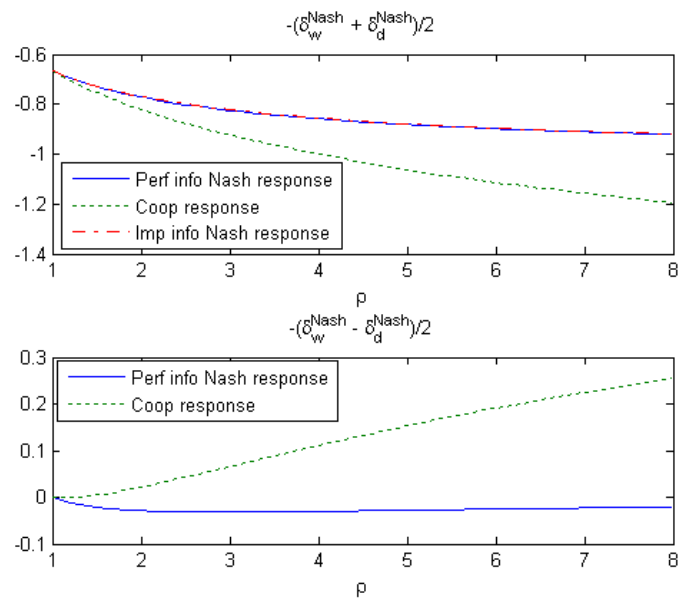 -(δ_w^Nash + δ_d^Nash)/2
-0.6
-0.8
-1
-1.2
-1.4
Perf info Nash response
Coop response
Imp info Nash response
1 2 3 4 5 6 7 8
ρ
-(δ_w^Nash - δ_d^Nash)/2
0.3
0.2
0.1
0
-0.1
Perf info Nash response
Coop response
1 2 3 4 5 6 7 8
ρ